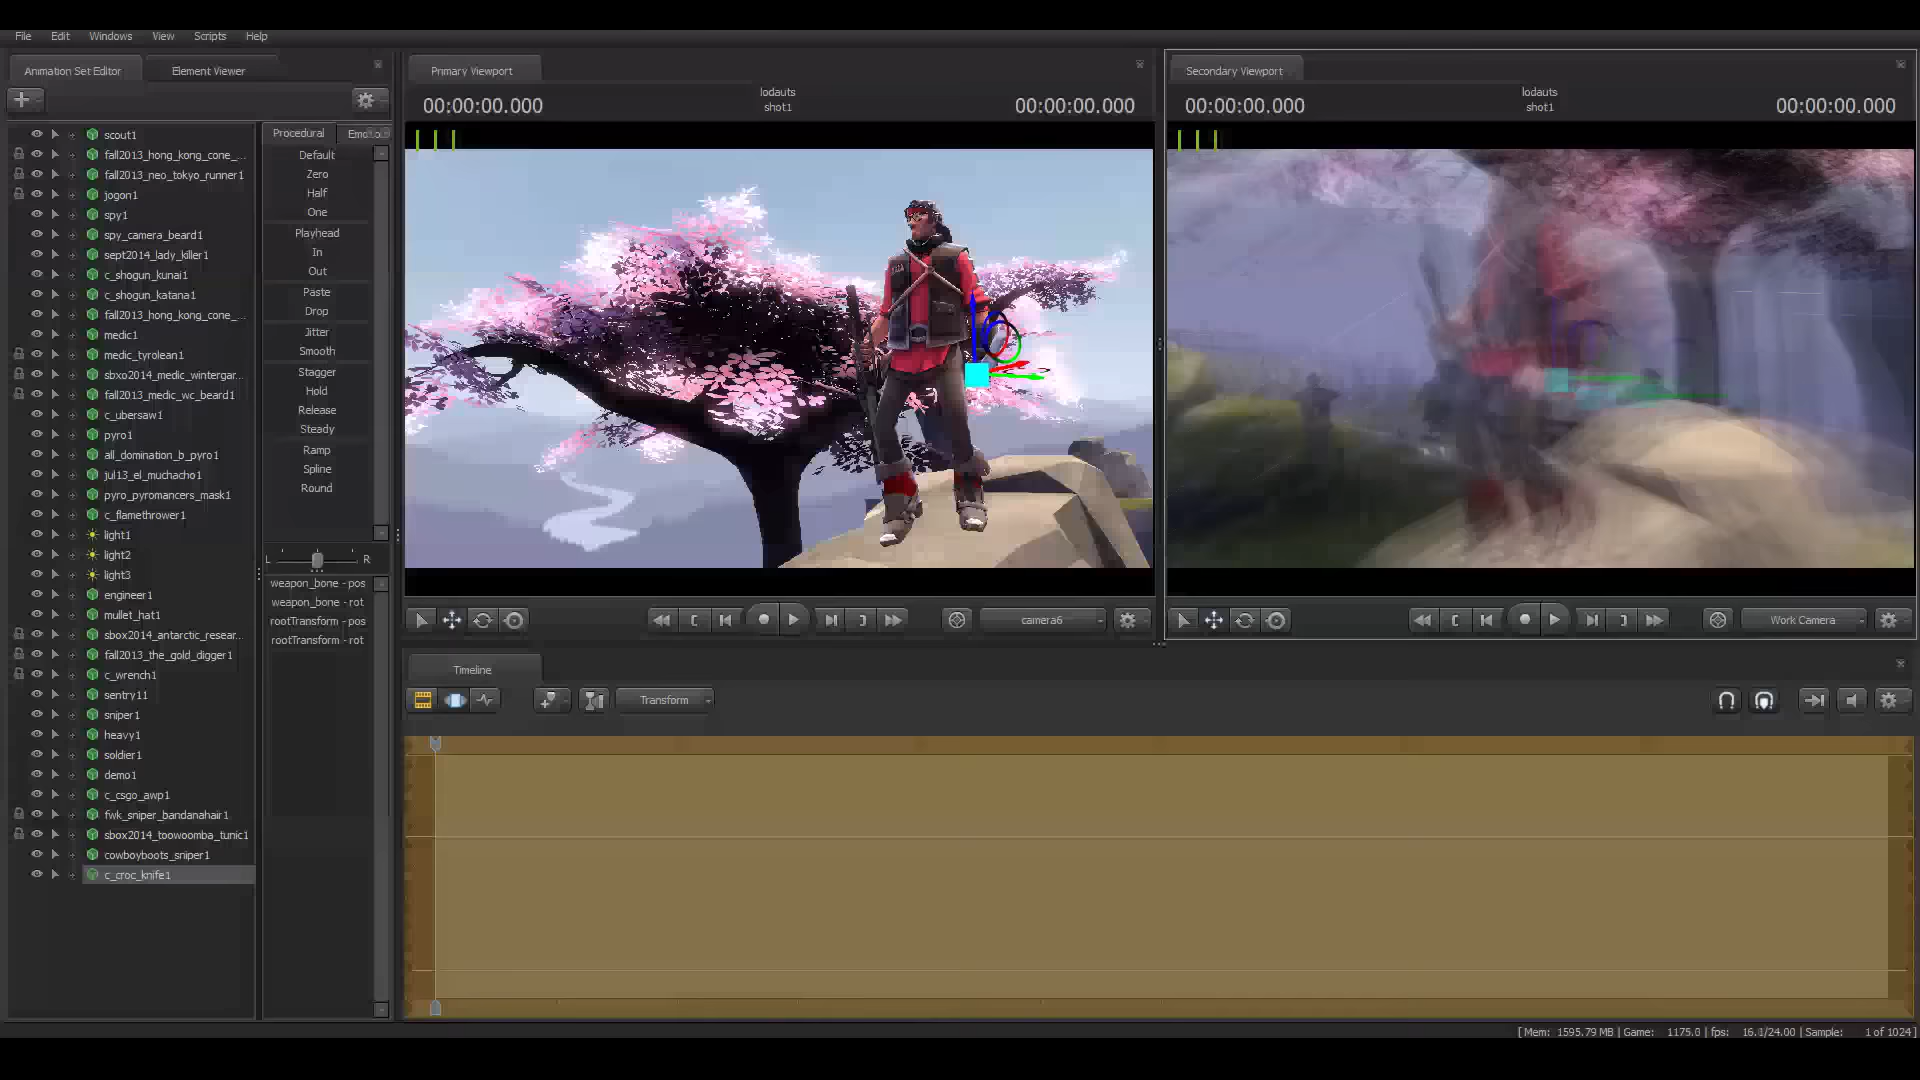 File Edit Windows View Scripts Help
Animation Set Editor Element Viewer
Primary Viewport
Secondary Viewport
00:00:00.000 lodauts shot1 00:00:00.000
00:00:00.000 lodauts shot1 00:00:00.000
scout1
fall2013_hong_kong_cone_...
fall2013_neo_tokyo_runner1
jogon1
spy1
spy_camera_beard1
sept2014_lady_killer1
c_shogun_kunai1
c_shogun_katana1
fall2013_hong_kong_cone_...
medic1
medic_tyrolean1
sbxo2014_medic_wintergar...
fall2013_medic_wc_beard1
c_ubersaw1
pyro1
all_domination_b_pyro1
jul13_el_muchacho1
pyro_pyromancers_mask1
c_flamethrower1
light1
light2
light3
engineer1
mullet_hat1
sbox2014_antarctic_resear...
fall2013_the_gold_digger1
c_wrench1
sentry11
sniper1
heavy1
soldier1
demo1
c_csgo_awp1
fwk_sniper_bandanahair1
sbox2014_toowoomba_tunic1
cowboyboots_sniper1
c_croc_knife1
Procedural
Default
Zero
Half
One
Playhead
In
Out
Paste
Drop
Jitter
Smooth
Stagger
Hold
Release
Steady
Ramp
Spline
Round
L R
weapon_bone - pos
weapon_bone - rot
rootTransform - pos
rootTransform - rot
camera6
Work Camera
Timeline
Transform
[ Mem: 1595.79 MB | Game: 1175.0 | fps: 16.1/24.00 | Sample: 1 of 1024 ]